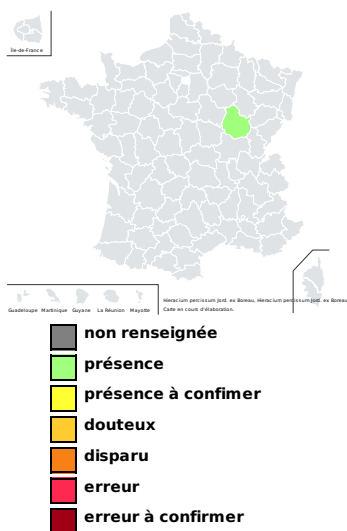 Île-de-France
Guadeloupe Martinique Guyane La Réunion Mayotte
Hieracium percissum Jord. ex Boreau, Hieracium percissum Jord. ex Boreau
Carte en cours d'élaboration.
non renseignée
présence
présence à confimer
douteux
disparu
erreur
erreur à confirmer